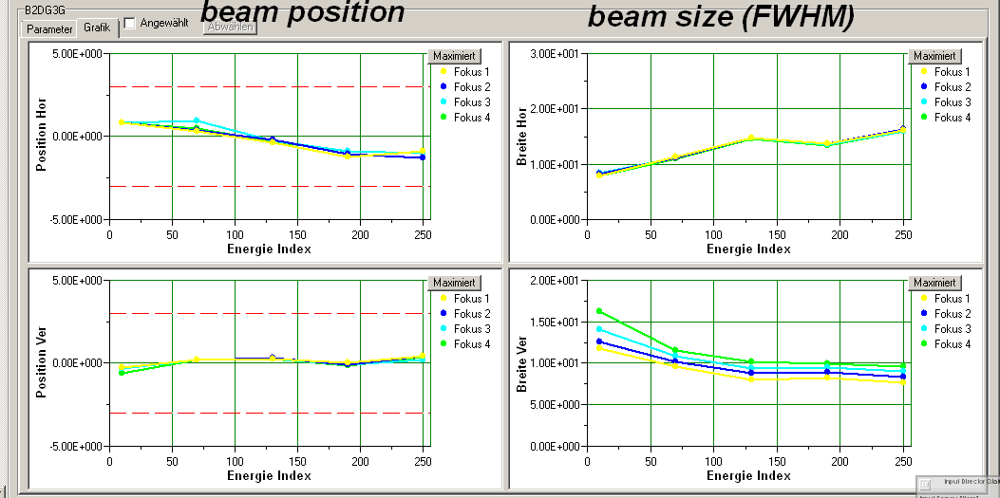 B2DG3G
beam position
beam size (FWHM)
Parameter
Grafik
Angewählt
Abwählen
5.00E+000
0.00E+000
-5.00E+000
Position Hor
0
50
100
150
200
250
Energie Index
Maximiert
Fokus 1
Fokus 2
Fokus 3
Fokus 4
3.00E+001
2.00E+001
1.00E+001
0.00E+000
Breite Hor
0
50
100
150
200
250
Energie Index
Maximiert
Fokus 1
Fokus 2
Fokus 3
Fokus 4
5.00E+000
0.00E+000
-5.00E+000
Position Ver
0
50
100
150
200
250
Energie Index
Maximiert
Fokus 1
Fokus 2
Fokus 3
Fokus 4
2.00E+001
1.50E+001
1.00E+001
5.00E+000
0.00E+000
Breite Ver
0
50
100
150
200
250
Energie Index
Maximiert
Fokus 1
Fokus 2
Fokus 3
Fokus 4
Input Director